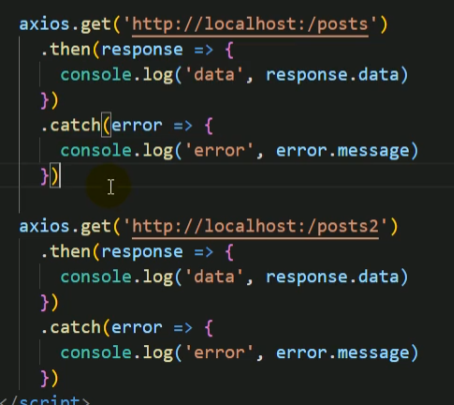 axios.get('http://localhost:/posts')
  .then(response => {
    console.log('data', response.data)
  })
  .catch(error => {
    console.log('error', error.message)
  })
axios.get('http://localhost:/posts2')
  .then(response => {
    console.log('data', response.data)
  })
  .catch(error => {
    console.log('error', error.message)
  })
</script>